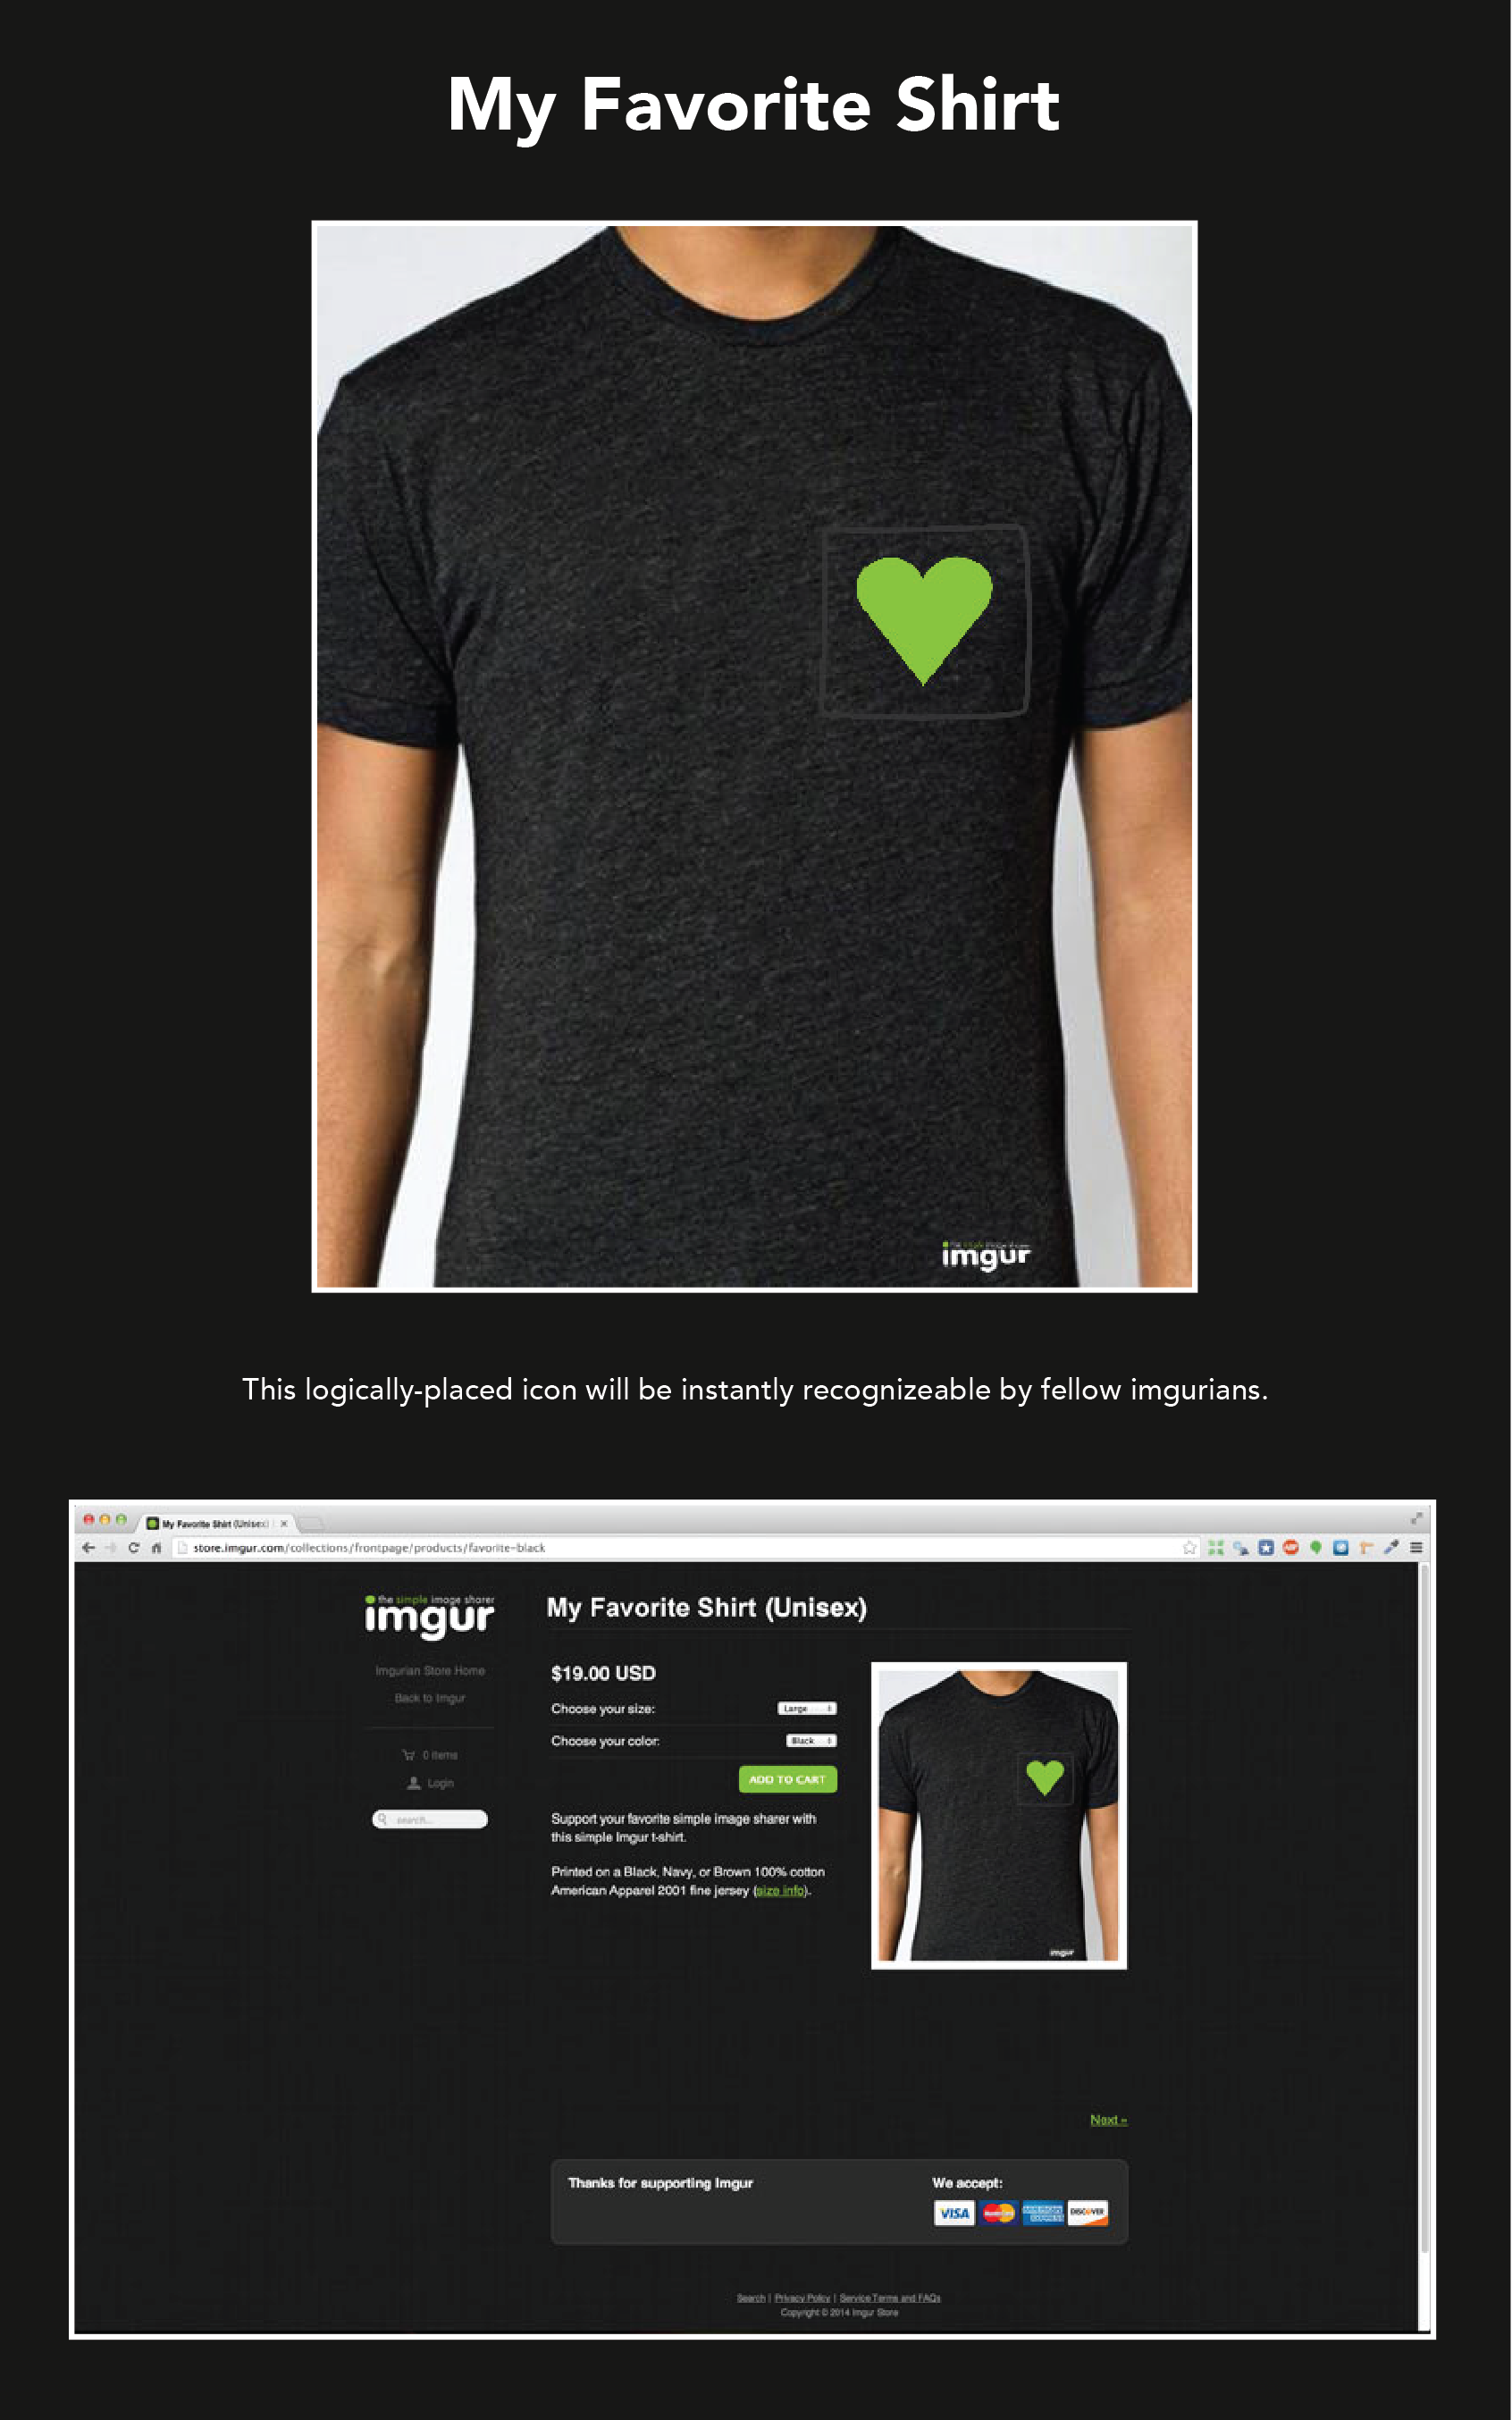 My Favorite Shirt
imgur
This logically-placed icon will be instantly recognizeable by fellow imgurians.
My Favorite Shirt (Unisex)
store.imgur.com/collections/frontpage/products/favorite-black
the simple image sharer
imgur
My Favorite Shirt (Unisex)
Imgurian Store Home
Back to Imgur
0 items
Login
search...
$19.00 USD
Choose your size:
Large
Choose your color:
Black
ADD TO CART
Support your favorite simple image sharer with
this simple Imgur t-shirt.
Printed on a Black, Navy, or Brown 100% cotton
American Apparel 2001 fine jersey (size info).
imgur
Next »
Thanks for supporting Imgur
We accept:
VISA
MasterCard
AMERICAN EXPRESS
DISCOVER
Search | Privacy Policy | Service Terms and FAQs
Copyright © 2014 Imgur Store